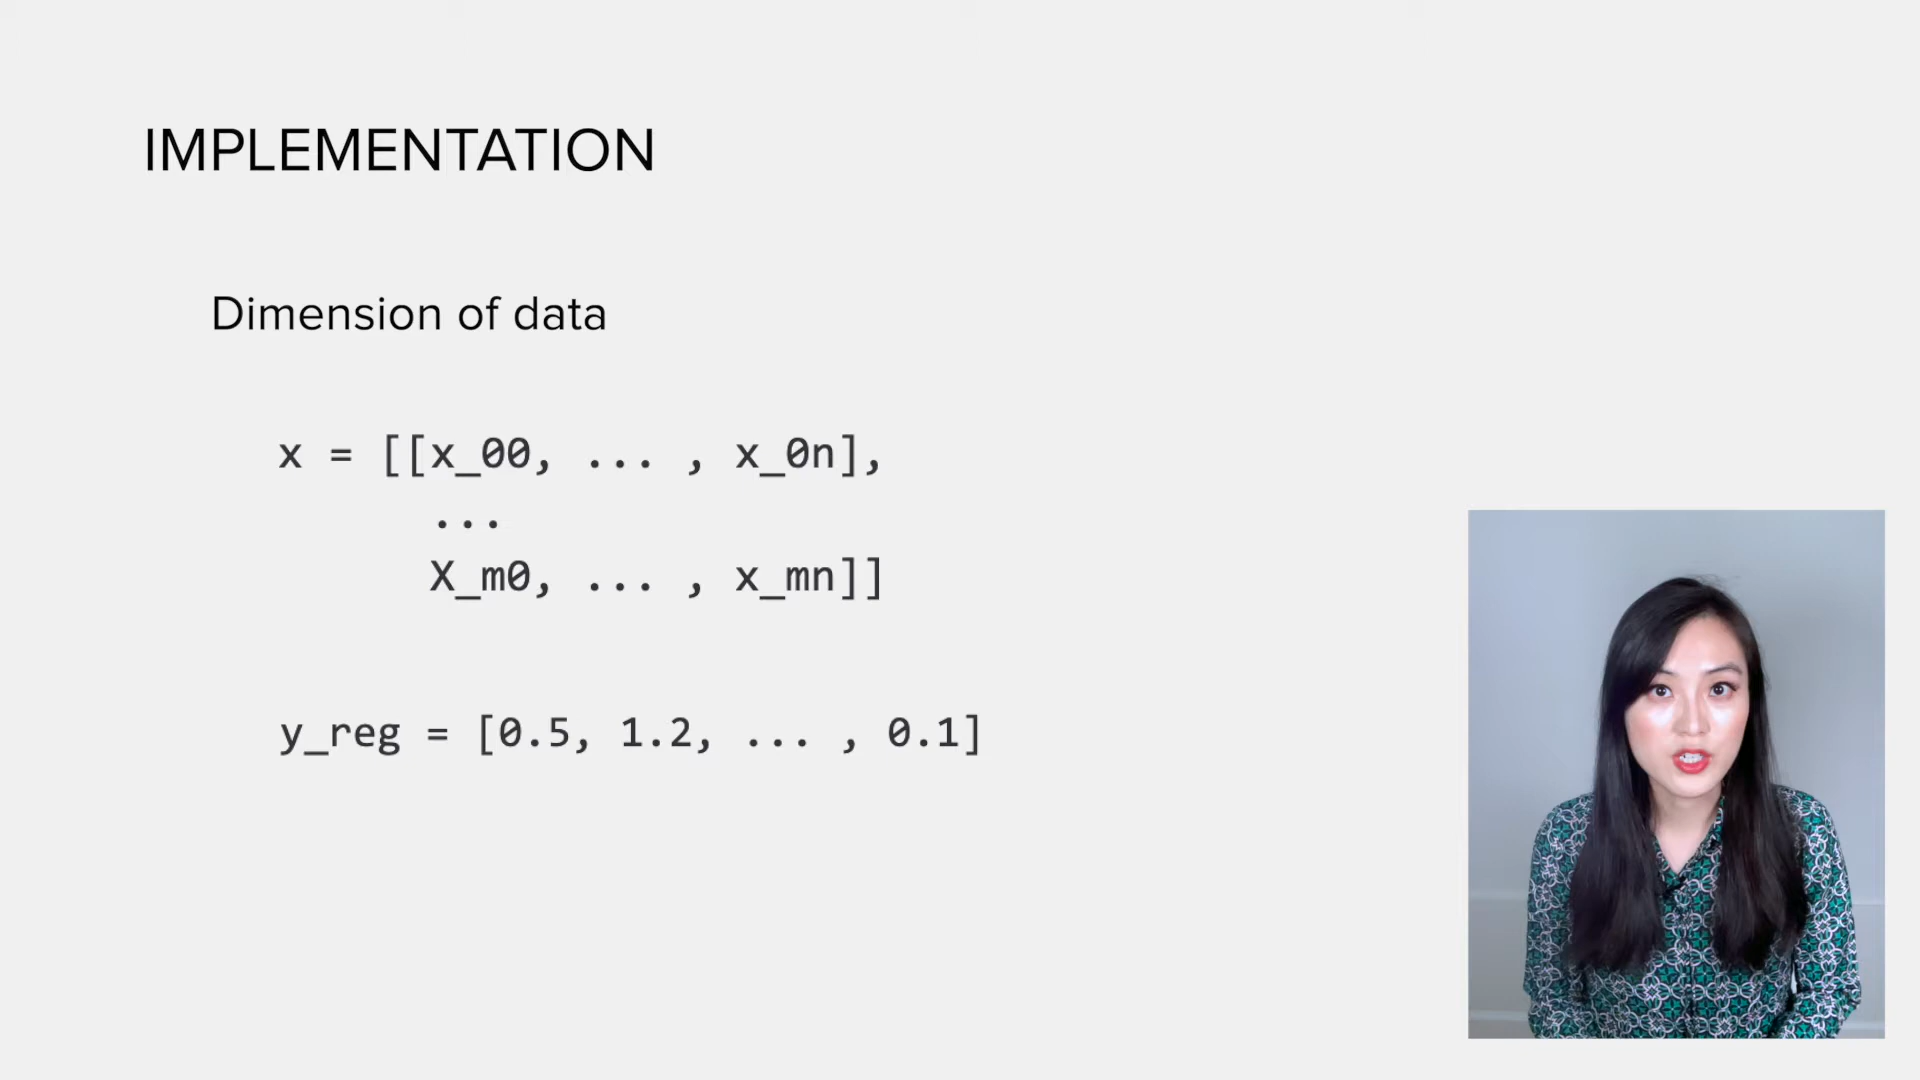 IMPLEMENTATION
Dimension of data
x = [[x_00, ... , x_0n],
...
X_m0, ... , x_mn]]
y_reg = [0.5, 1.2, ... , 0.1]